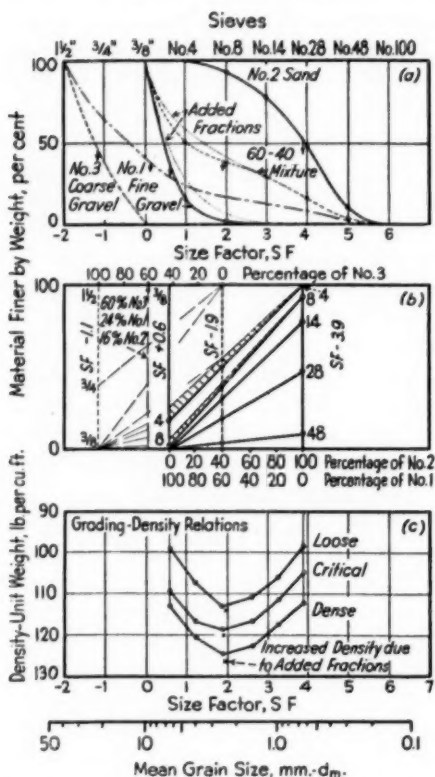 Sieves
1½" ¾" ⅜" No.4 No.8 No.14 No.28 No.48 No.100
Material Finer by Weight, per cent
100
50
0
(a)
No.2 Sand
Added
Fractions
60-40
Mixture
No.3
Coarse
Gravel
No.1
Fine
Gravel
-2 -1 0 1 2 3 4 5 6 7
Size Factor, S F
100 80 60 40 20 0 Percentage of No.3
(b)
100
0
1½
¾
⅜
60% No.3
24% No.1
16% No.2
SF -1.1
SF +0.6
⅜
4
8
SF-1.9
SF-3.9
4
8
14
28
48
0 20 40 60 80 100 Percentage of No.2
100 80 60 40 20 0 Percentage of No.1
Density-Unit Weight, lb. per cu. ft.
90
100
110
120
130
Grading-Density Relations
(c)
Loose
Critical
Dense
Increased Density due
to Added Fractions
-2 -1 0 1 2 3 4 5 6 7
Size Factor, S F
50 10 1.0 0.1
Mean Grain Size, mm.-dm.